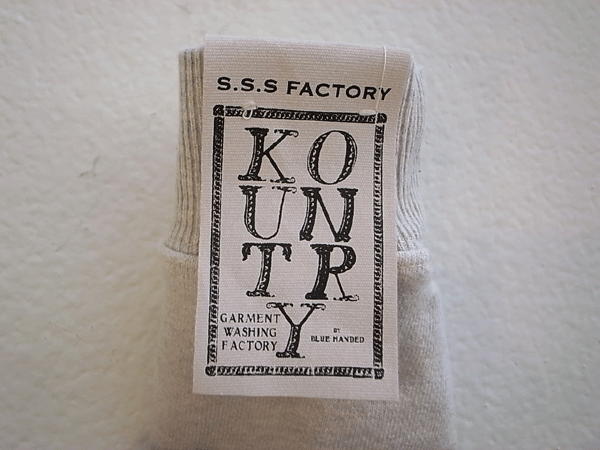 S.S.S FACTORY
KO
UN
TR
Y
GARMENT
WASHING
FACTORY
BY
BLUE HANDED